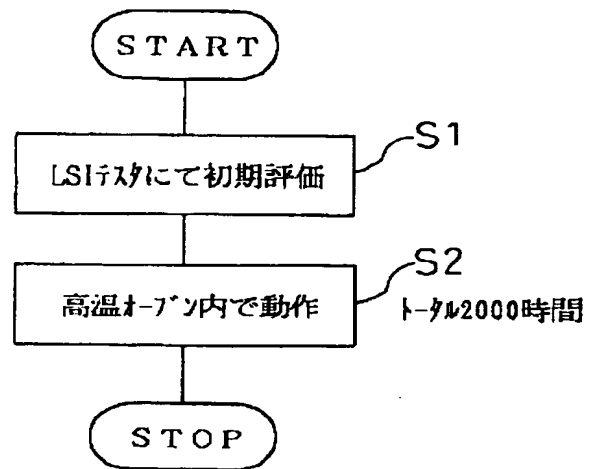 START
S1
LSIﾃｽﾀにて初期評価
S2
高温ｵｰﾌﾞﾝ内で動作
ﾄｰﾀﾙ2000時間
STOP